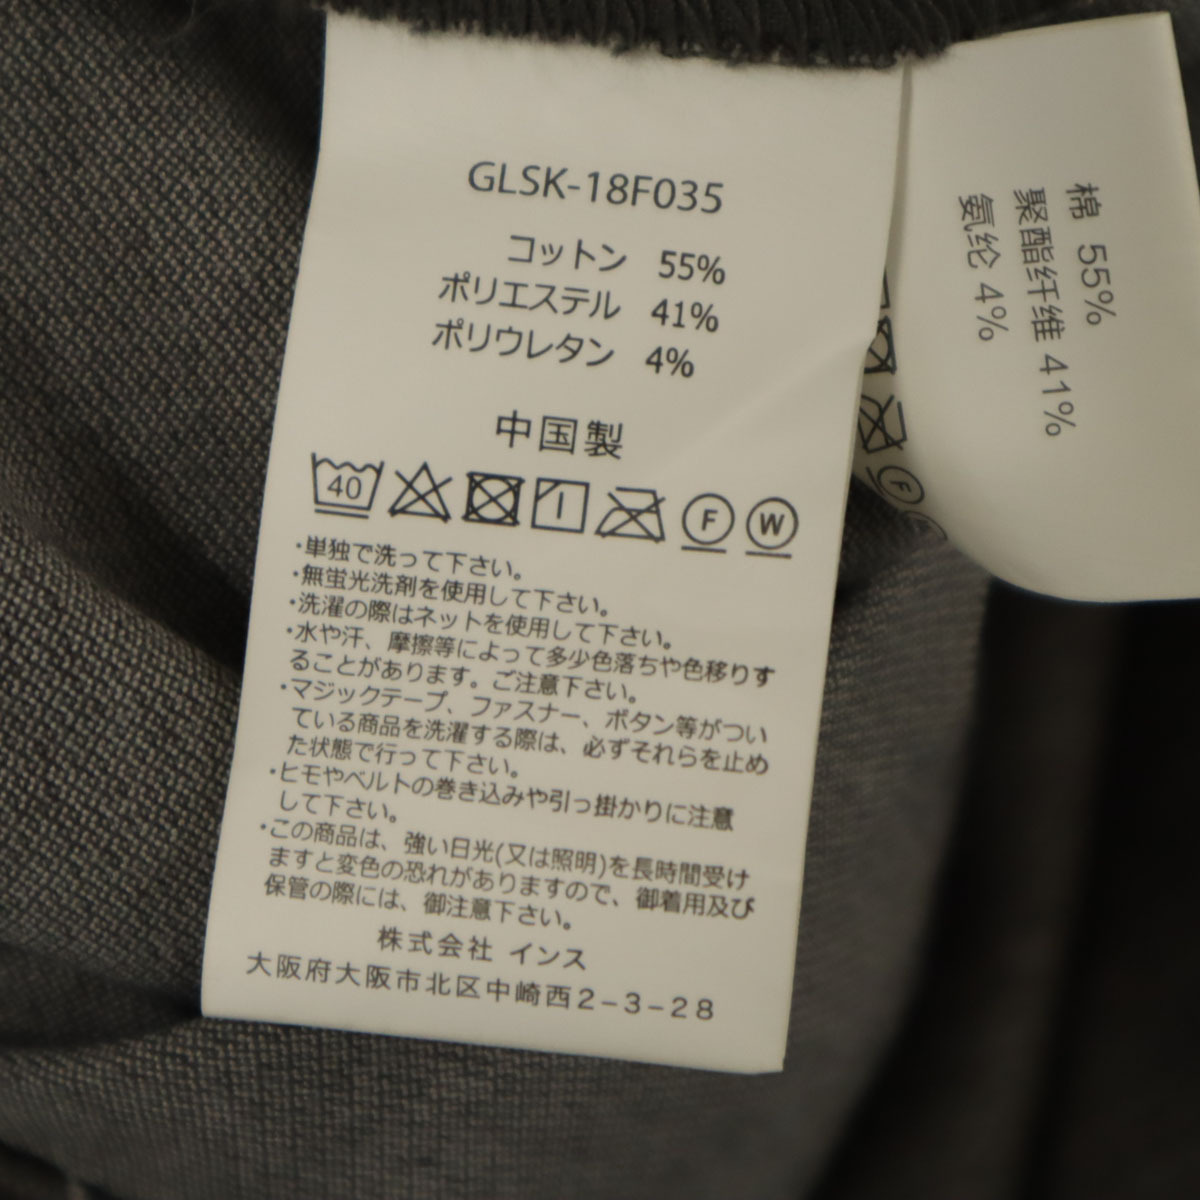 GLSK-18F035
コットン 55%
ポリエステル 41%
ポリウレタン 4%
中国製
40 F W
・単独で洗って下さい。
・無蛍光洗剤を使用して下さい。
・洗濯の際はネットを使用して下さい。
・水や汗、摩擦等によって多少色落ちや色移りす
ることがあります。ご注意下さい。
・マジックテープ、ファスナー、ボタン等がつい
ている商品を洗濯する際は、必ずそれらを止め
た状態で行って下さい。
・ヒモやベルトの巻き込みや引っ掛かりに注意
して下さい。
・この商品は、強い日光(又は照明)を長時間受け
ますと変色の恐れがありますので、御着用及び
保管の際には、御注意下さい。
株式会社 インス
大阪府大阪市北区中崎西2-3-28
棉 55%
聚酯纤维 41%
氨纶 4%
F